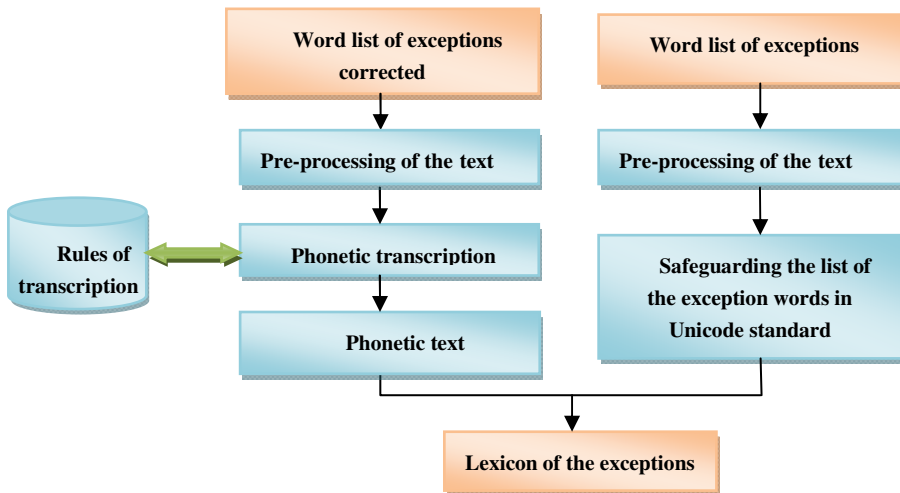 Word list of exceptions
corrected
Word list of exceptions
Pre-processing of the text
Pre-processing of the text
Rules of
transcription
Phonetic transcription
Safeguarding the list of
the exception words in
Unicode standard
Phonetic text
Lexicon of the exceptions